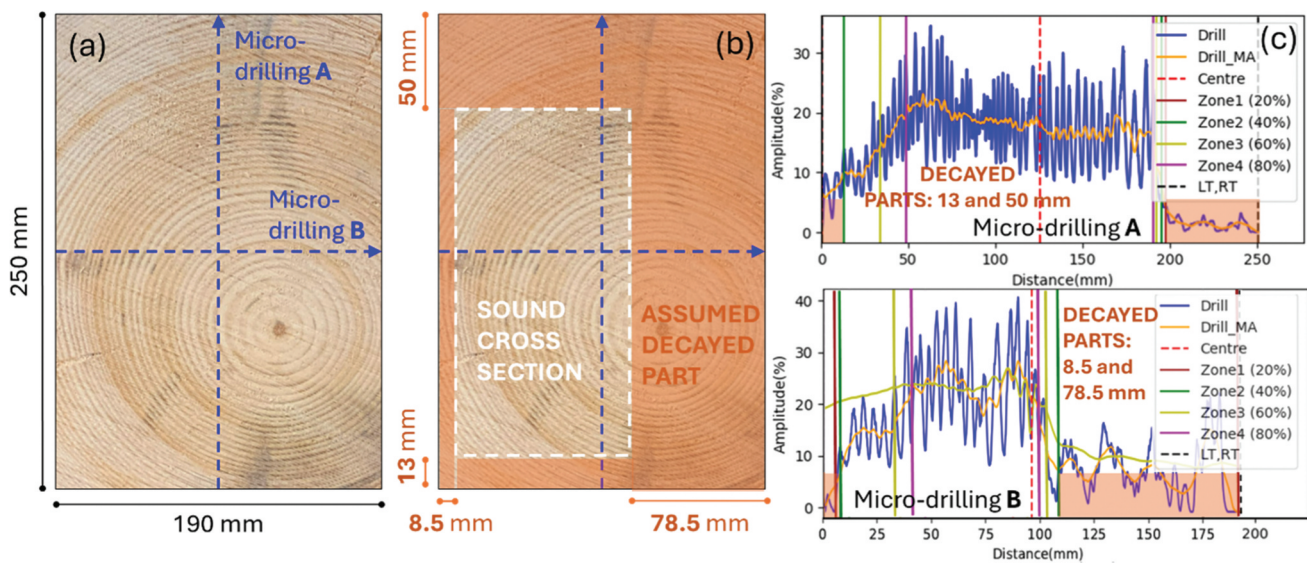 (a)
Micro-
drilling A
Micro-
drilling B
250 mm
190 mm
(b)
50 mm
SOUND
CROSS
SECTION
ASSUMED
DECAYED
PART
13 mm
8.5 mm
78.5 mm
(c)
Amplitude(%)
30
20
10
0
Drill
Drill_MA
Centre
Zone1 (20%)
Zone2 (40%)
Zone3 (60%)
Zone4 (80%)
LT,RT
DECAYED
PARTS: 13 and 50 mm
Micro-drilling A
0 50 100 150 200 250
Distance(mm)
Amplitude(%)
40
30
20
10
0
Drill
Drill_MA
Centre
Zone1 (20%)
Zone2 (40%)
Zone3 (60%)
Zone4 (80%)
LT,RT
DECAYED
PARTS:
8.5 and
78.5 mm
Micro-drilling B
0 25 50 75 100 125 150 175 200
Distance(mm)